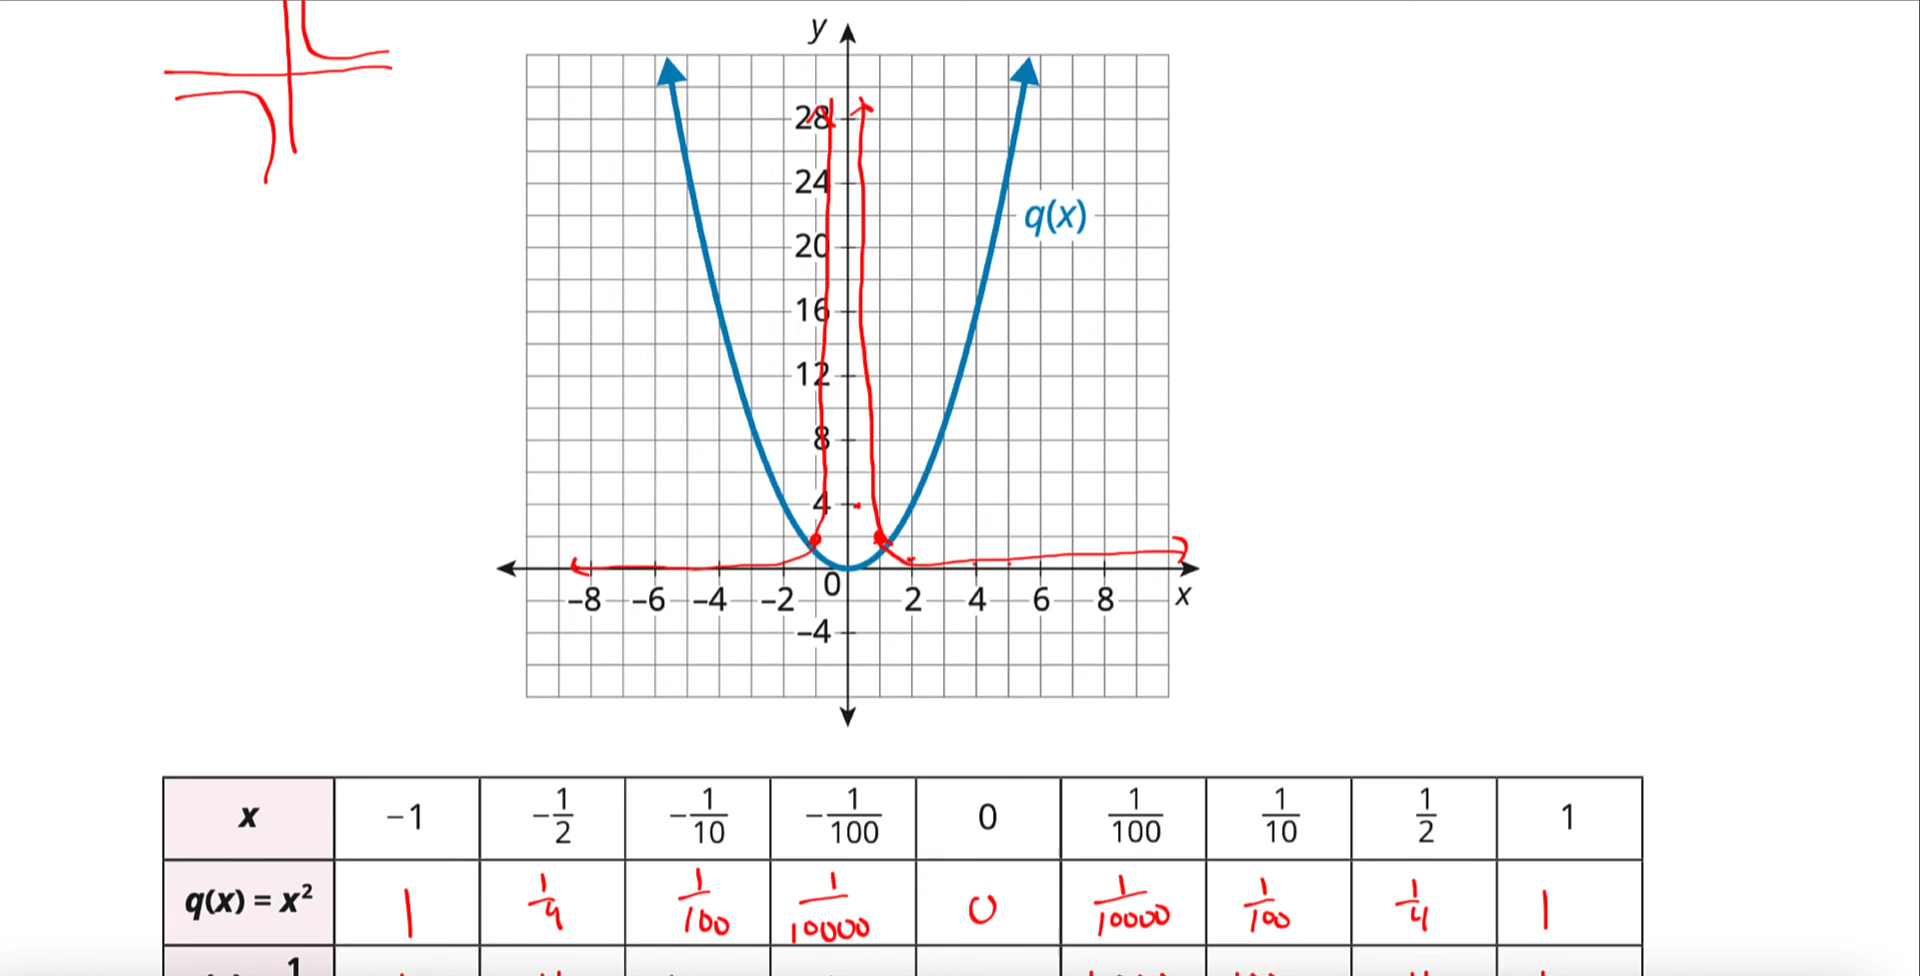 y
28
24
q(x)
20
16
12
8
4
0
-8 -6 -4 -2 2 4 6 8 x
-4
x -1 -1/2 -1/10 -1/100 0 1/100 1/10 1/2 1
q(x) = x² 1 1/4 1/100 1/10000 0 1/10000 1/100 1/4 1